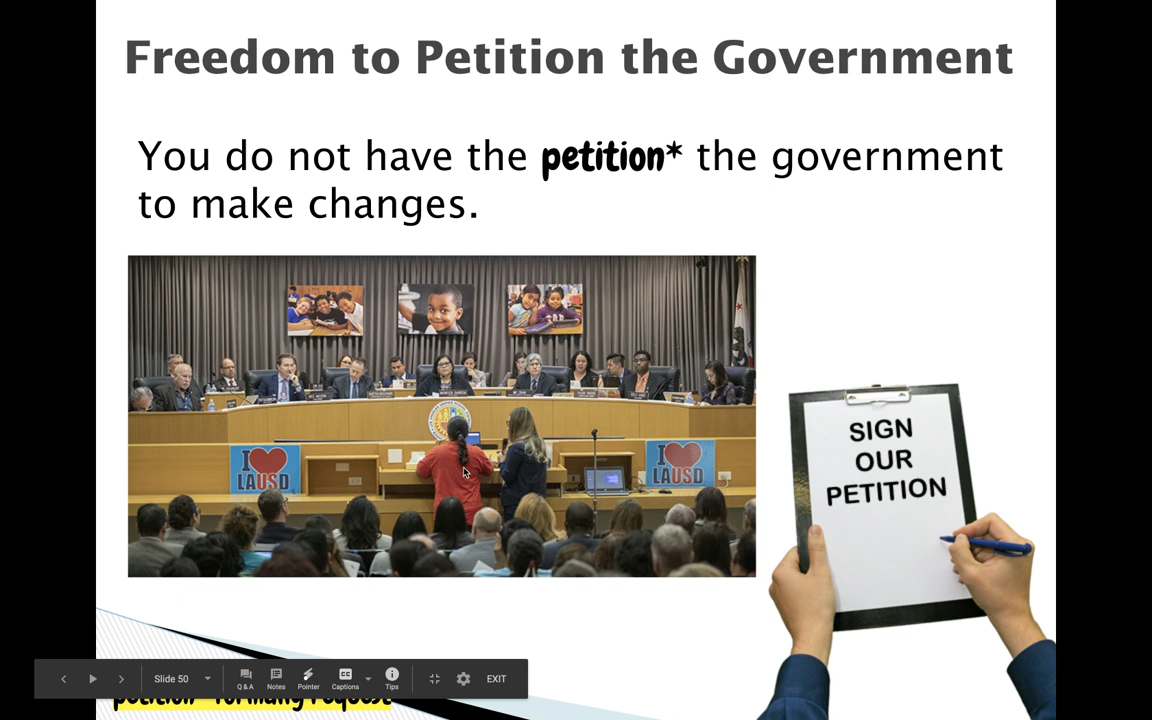 Freedom to Petition the Government
You do not have the petition* the government
to make changes.
I LAUSD
I LAUSD
SIGN
OUR
PETITION
Slide 50
Q & A
Notes
Pointer
Captions
Tips
EXIT
request